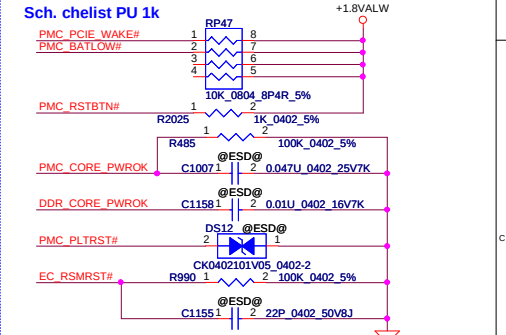 Sch. chelist PU 1k
+1.8VALW
RP47
PMC_PCIE_WAKE# 1 8
PMC_BATLOW# 2 7
3 6
4 5
10K_0804_8P4R_5%
PMC_RSTBTN# 1 2
R2025 1K_0402_5%
1 2
R485 100K_0402_5%
@ESD@
PMC_CORE_PWROK C1007 1 2 0.047U_0402_25V7K
@ESD@
DDR_CORE_PWROK C1158 1 2 0.01U_0402_16V7K
DS12 @ESD@
PMC_PLTRST# 2 1
CK0402101V05_0402-2
EC_RSMRST# R990 1 2 100K_0402_5%
@ESD@
C1155 1 2 22P_0402_50V8J
C